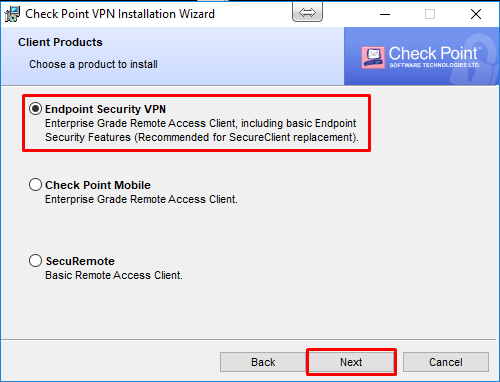 Check Point VPN Installation Wizard
Client Products
Choose a product to install
Check Point™
SOFTWARE TECHNOLOGIES LTD.
Endpoint Security VPN
Enterprise Grade Remote Access Client, including basic Endpoint
Security Features (Recommended for SecureClient replacement).
Check Point Mobile
Enterprise Grade Remote Access Client.
SecuRemote
Basic Remote Access Client.
Back
Next
Cancel